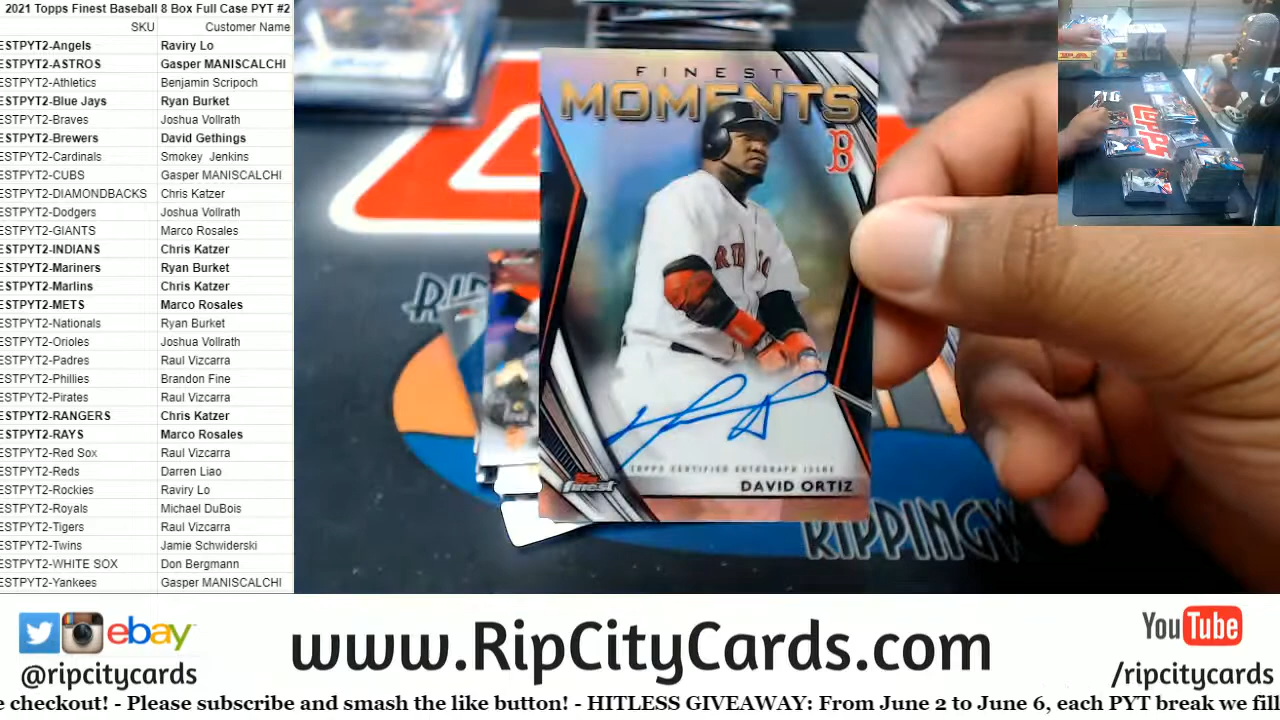 2021 Topps Finest Baseball 8 Box Full Case PYT #2
SKU Customer Name
ESTPYT2-Angels Raviry Lo
ESTPYT2-ASTROS Gasper MANISCALCHI
ESTPYT2-Athletics Benjamin Scripoch
ESTPYT2-Blue Jays Ryan Burket
ESTPYT2-Braves Joshua Vollrath
ESTPYT2-Brewers David Gethings
ESTPYT2-Cardinals Smokey Jenkins
ESTPYT2-CUBS Gasper MANISCALCHI
ESTPYT2-DIAMONDBACKS Chris Katzer
ESTPYT2-Dodgers Joshua Vollrath
ESTPYT2-GIANTS Marco Rosales
ESTPYT2-INDIANS Chris Katzer
ESTPYT2-Mariners Ryan Burket
ESTPYT2-Marlins Chris Katzer
ESTPYT2-METS Marco Rosales
ESTPYT2-Nationals Ryan Burket
ESTPYT2-Orioles Joshua Vollrath
ESTPYT2-Padres Raul Vizcarra
ESTPYT2-Phillies Brandon Fine
ESTPYT2-Pirates Raul Vizcarra
ESTPYT2-RANGERS Chris Katzer
ESTPYT2-RAYS Marco Rosales
ESTPYT2-Red Sox Raul Vizcarra
ESTPYT2-Reds Darren Liao
ESTPYT2-Rockies Raviry Lo
ESTPYT2-Royals Michael DuBois
ESTPYT2-Tigers Raul Vizcarra
ESTPYT2-Twins Jamie Schwiderski
ESTPYT2-WHITE SOX Don Bergmann
ESTPYT2-Yankees Gasper MANISCALCHI
FINEST
MOMENTS
B
TOPPS CERTIFIED AUTOGRAPH ISSUE
Topps finest
DAVID ORTIZ
RIP
RIPPINGW
TOPPS
ebay
@ripcitycards
www.RipCityCards.com
YouTube
/ripcitycards
e checkout! - Please subscribe and smash the like button! - HITLESS GIVEAWAY: From June 2 to June 6, each PYT break we fill